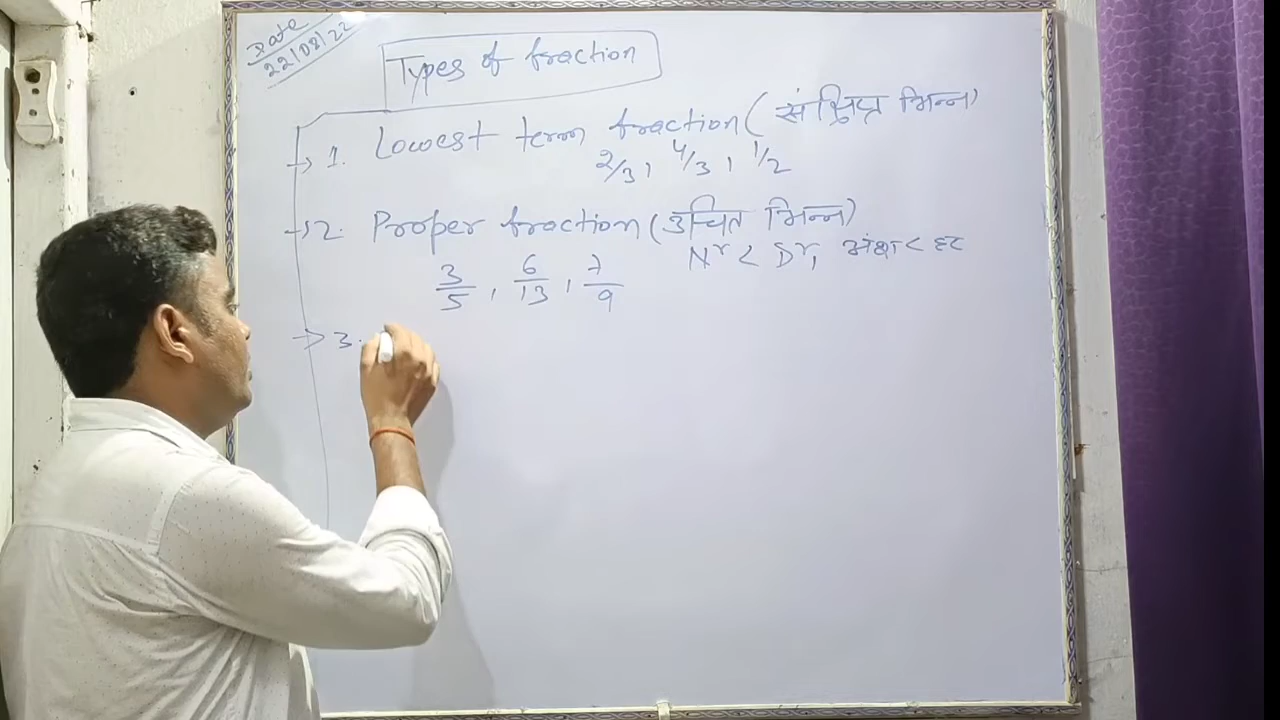 Date
22/08/22
Types of fraction
→ 1. Lowest term fraction (संक्षिप्त भिन्न)
2/3, 4/3, 1/2
→ 2. Proper fraction (उचित भिन्न)
Nr < Dr, अंश < हर
3/5, 6/13, 7/9
→ 3.